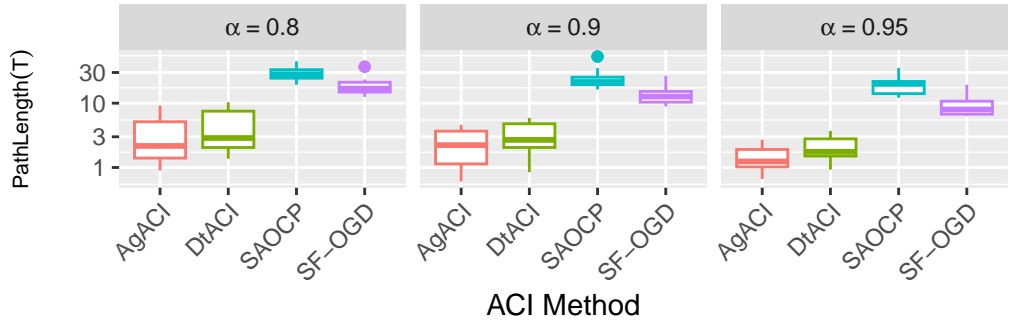 α = 0.8
α = 0.9
α = 0.95
PathLength(T)
30
10
3
1
AgACI
DtACI
SAOCP
SF−OGD
AgACI
DtACI
SAOCP
SF−OGD
AgACI
DtACI
SAOCP
SF−OGD
ACI Method